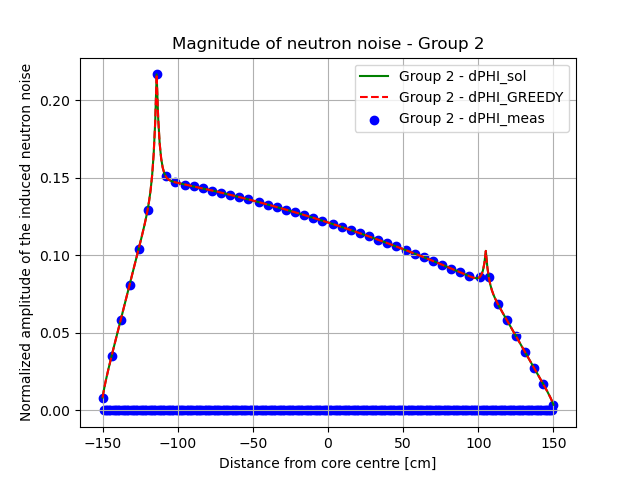 Magnitude of neutron noise - Group 2
Normalized amplitude of the induced neutron noise
0.20
0.15
0.10
0.05
0.00
Group 2 - dPHI_sol
Group 2 - dPHI_GREEDY
Group 2 - dPHI_meas
−150 −100 −50 0 50 100 150
Distance from core centre [cm]